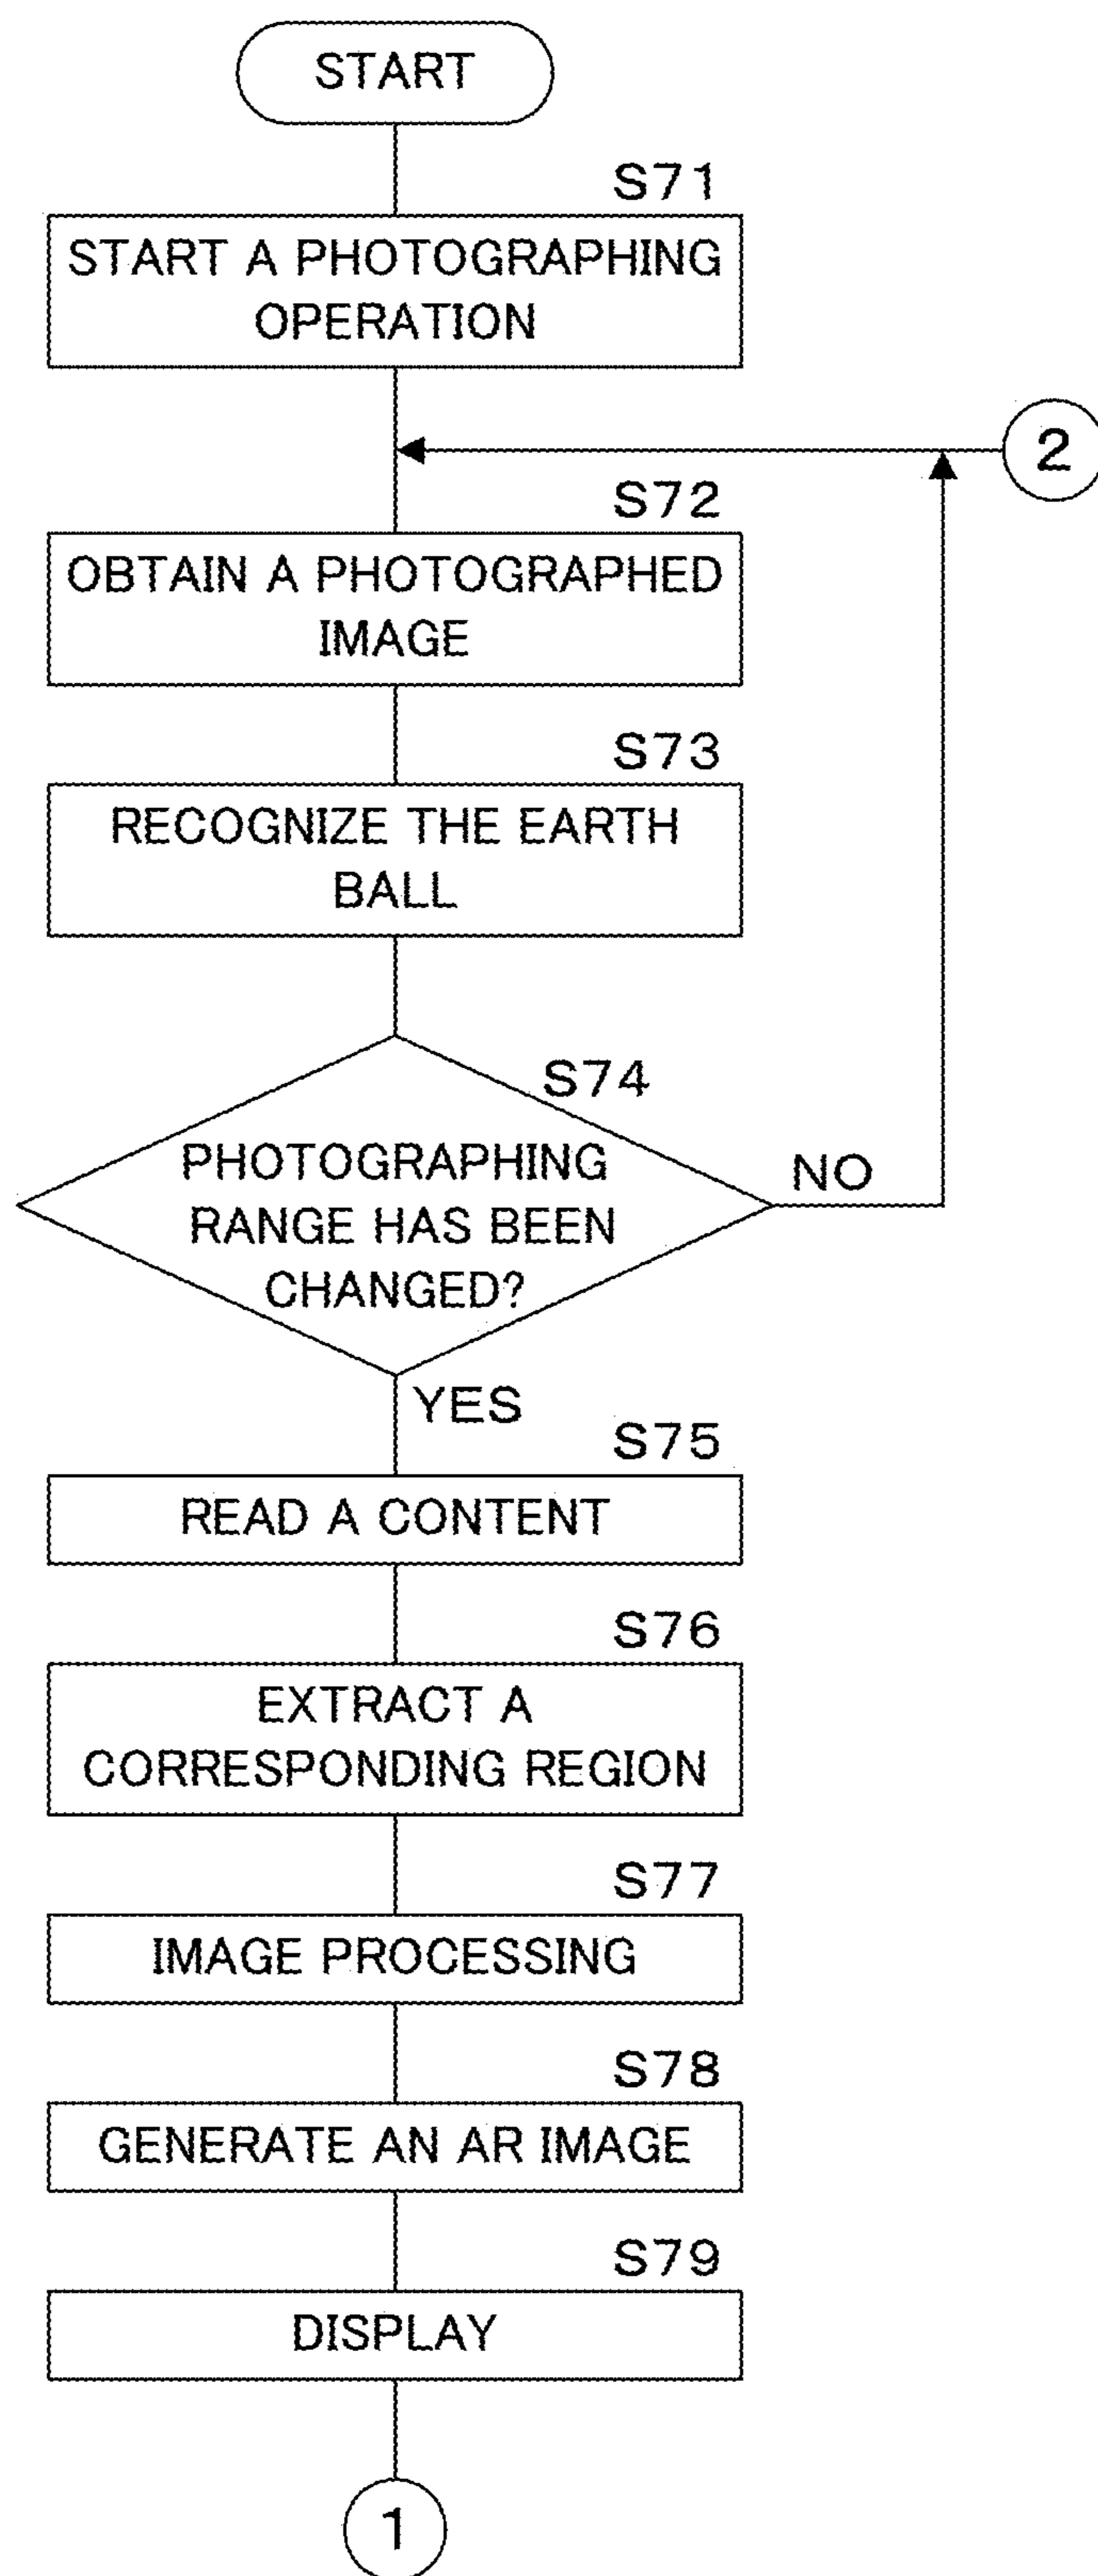 START
S71
START A PHOTOGRAPHING
OPERATION
2
S72
OBTAIN A PHOTOGRAPHED
IMAGE
S73
RECOGNIZE THE EARTH
BALL
S74
PHOTOGRAPHING
RANGE HAS BEEN
CHANGED?
NO
YES
S75
READ A CONTENT
S76
EXTRACT A
CORRESPONDING REGION
S77
IMAGE PROCESSING
S78
GENERATE AN AR IMAGE
S79
DISPLAY
1